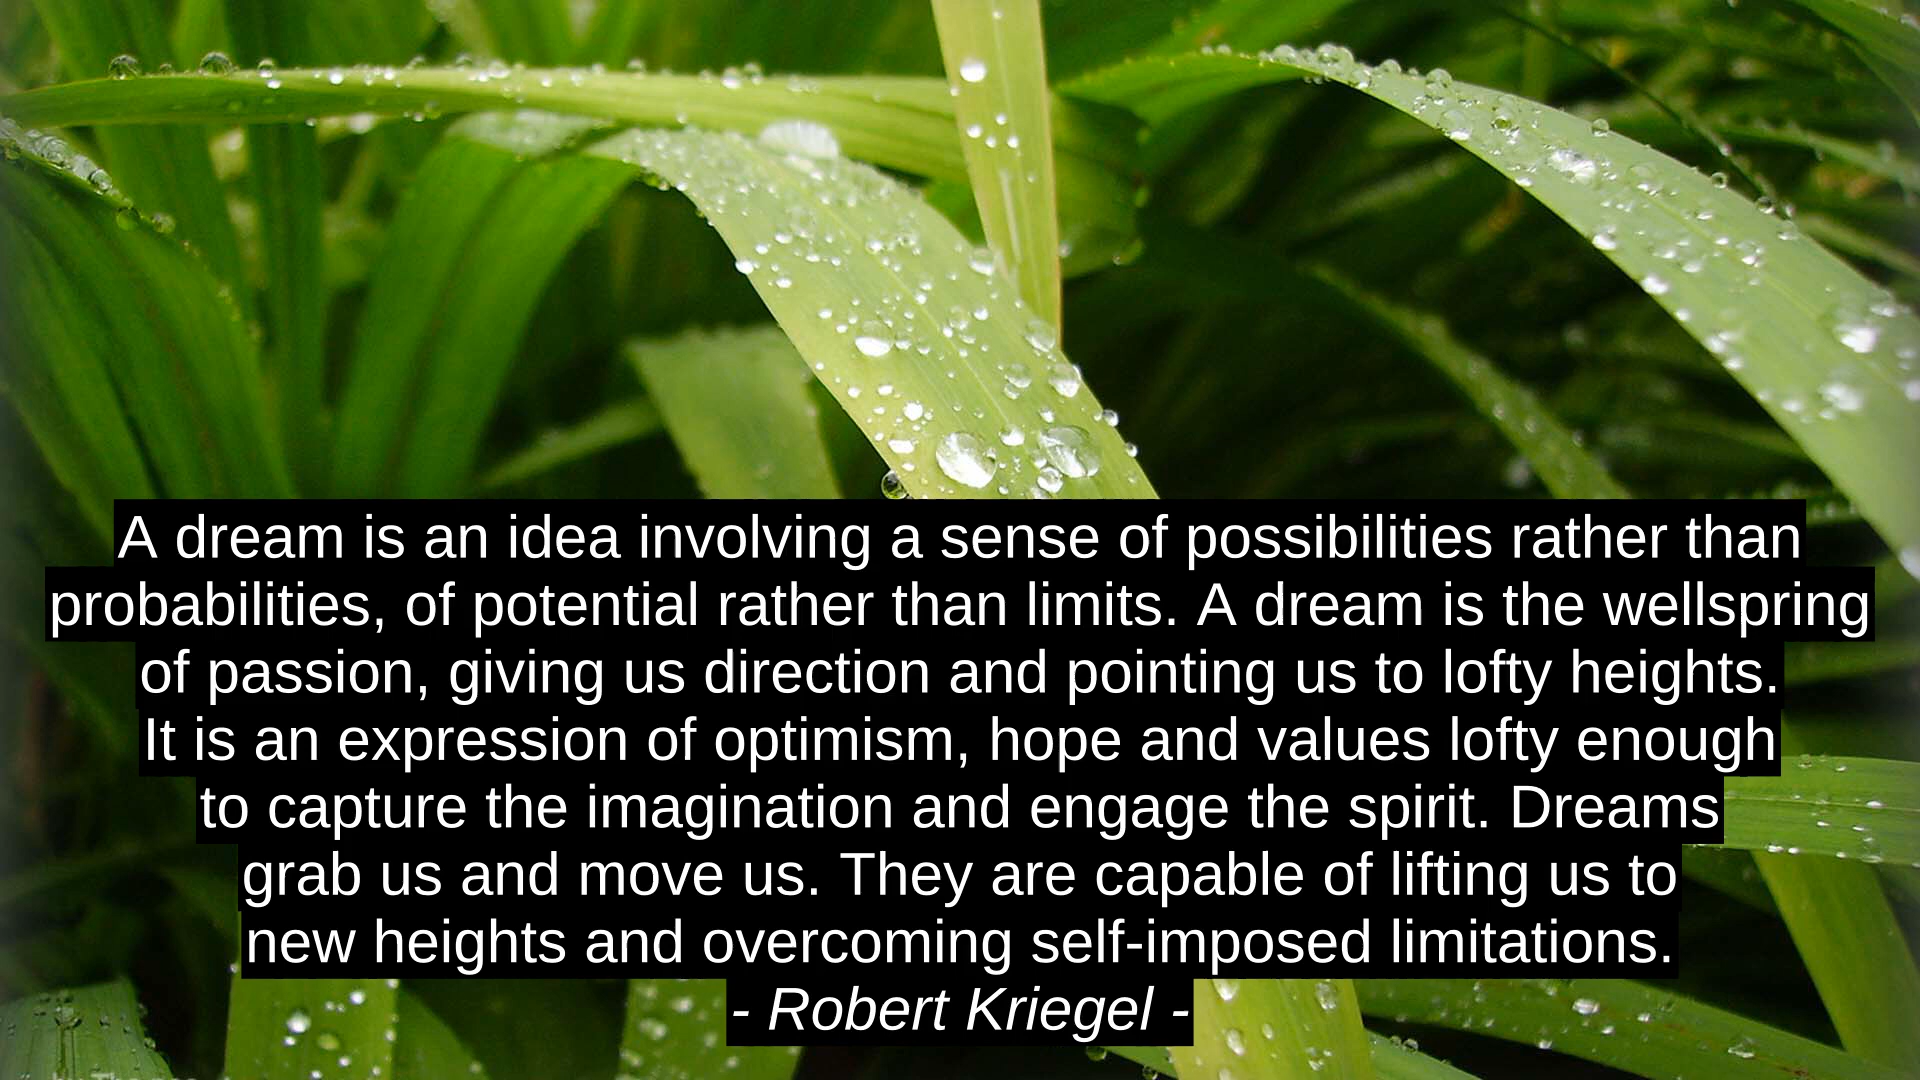 A dream is an idea involving a sense of possibilities rather than
probabilities, of potential rather than limits. A dream is the wellspring
of passion, giving us direction and pointing us to lofty heights.
It is an expression of optimism, hope and values lofty enough
to capture the imagination and engage the spirit. Dreams
grab us and move us. They are capable of lifting us to
new heights and overcoming self-imposed limitations.
- Robert Kriegel -